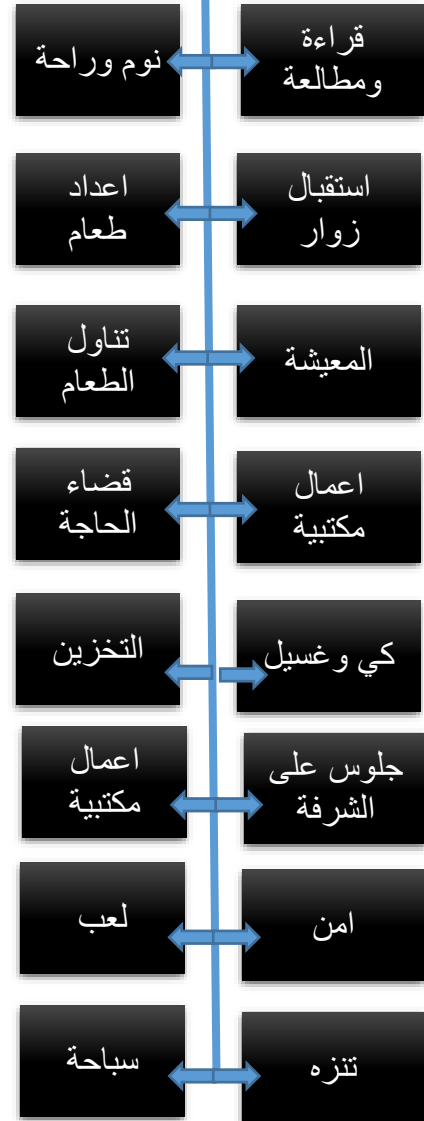 قراءة
ومطالعة
نوم وراحة
استقبال
زوار
اعداد
طعام
المعيشة
تناول
الطعام
اعمال
مكتبية
قضاء
الحاجة
كي وغسيل
التخزين
جلوس على
الشرفة
اعمال
مكتبية
امن
لعب
تنزه
سباحة